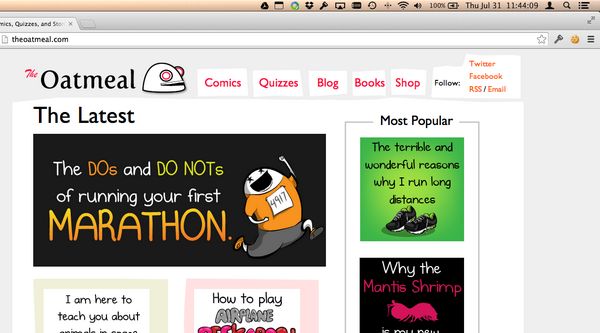 100%
Thu Jul 31 11:44:09
mics, Quizzes, and Stor
theoatmeal.com
The Oatmeal
Comics
Quizzes
Blog
Books
Shop
Follow:
Twitter
Facebook
RSS / Email
The Latest
The DOs and DO NOTs
of running your first
MARATHON.
4917
I am here to
teach you about
animals in space
How to play
AIRPLANE
Most Popular
The terrible and
wonderful reasons
why I run long
distances
Why the
Mantis Shrimp
is my new